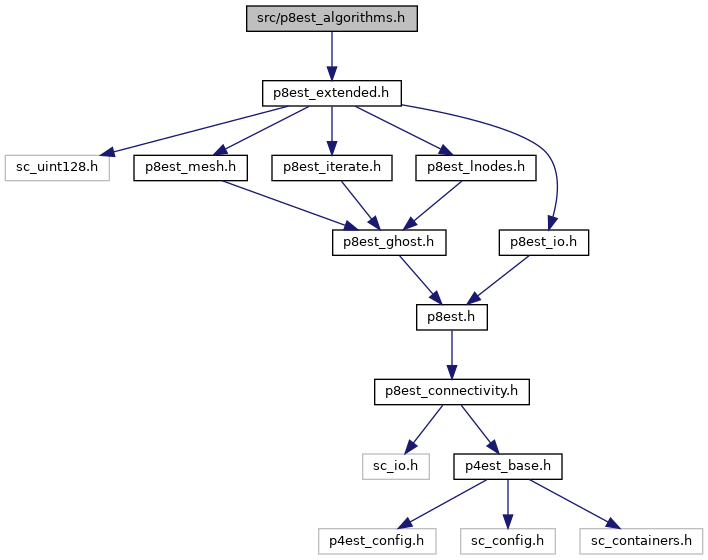 src/p8est_algorithms.h
p8est_extended.h
sc_uint128.h
p8est_mesh.h
p8est_iterate.h
p8est_lnodes.h
p8est_ghost.h
p8est_io.h
p8est.h
p8est_connectivity.h
sc_io.h
p4est_base.h
p4est_config.h
sc_config.h
sc_containers.h